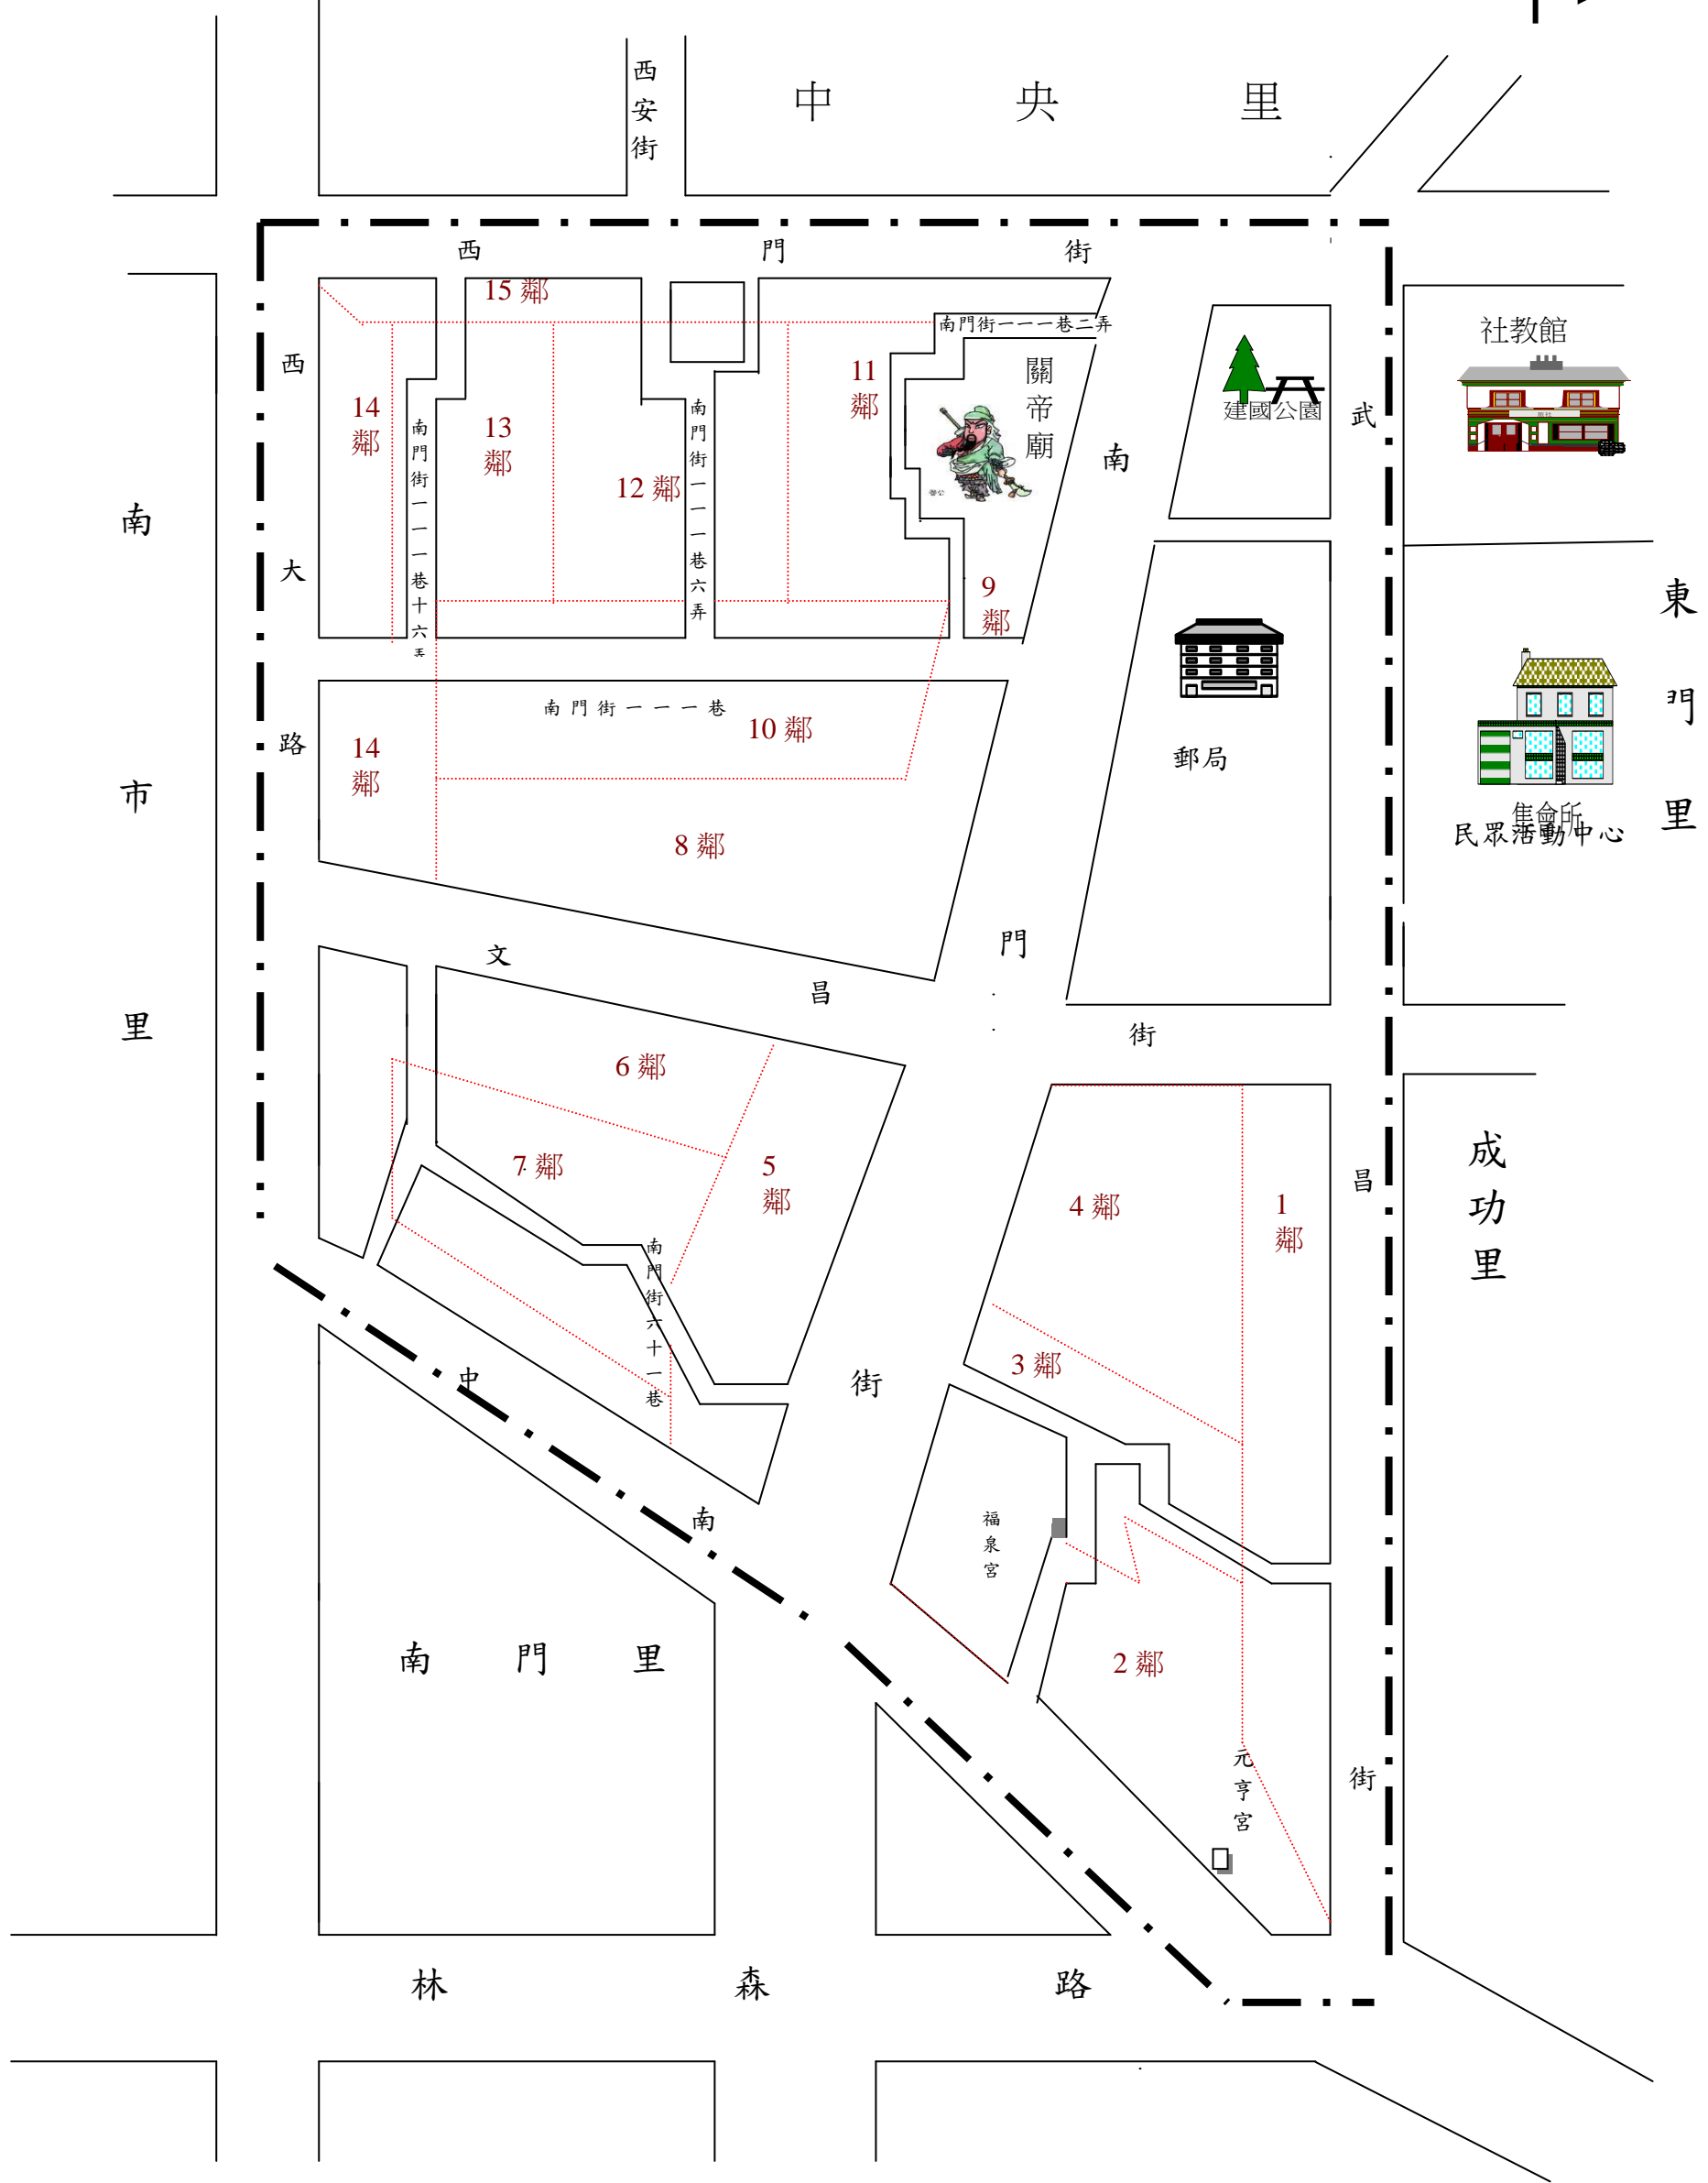 西安街
中央里
西門街
15 鄰
南門街一一一巷二弄
社教館
西大路
14
鄰
南門街一一一巷十六弄
13
鄰
12 鄰
南門街一一一巷六弄
11
鄰
關帝廟
建國公園
武昌街
南門街
南市里
9
鄰
東門里
南門街一一一巷
10 鄰
14
鄰
郵局
8 鄰
集會所
民眾活動中心
文昌街
6 鄰
7 鄰
5
鄰
4 鄰
1
鄰
成功里
南門街六十一巷
3 鄰
中南
福泉宮
南門里
2 鄰
元亨宮
林森路